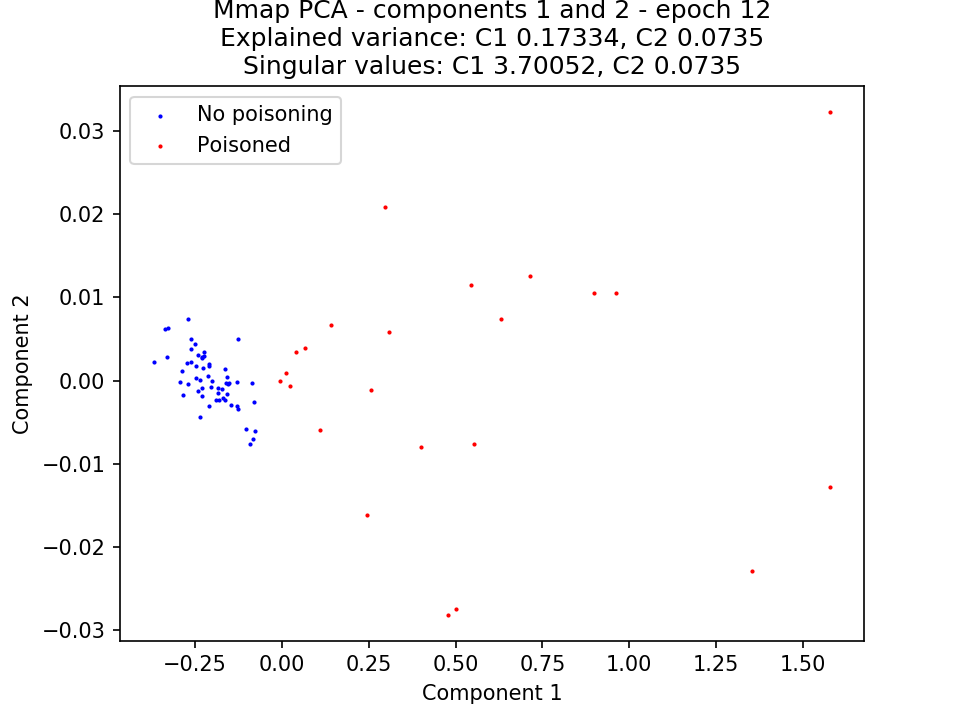 Mmap PCA - components 1 and 2 - epoch 12
Explained variance: C1 0.17334, C2 0.0735
Singular values: C1 3.70052, C2 0.0735
No poisoning
Poisoned
0.03
0.02
0.01
0.00
−0.01
−0.02
−0.03
Component 2
−0.25
0.00
0.25
0.50
0.75
1.00
1.25
1.50
Component 1